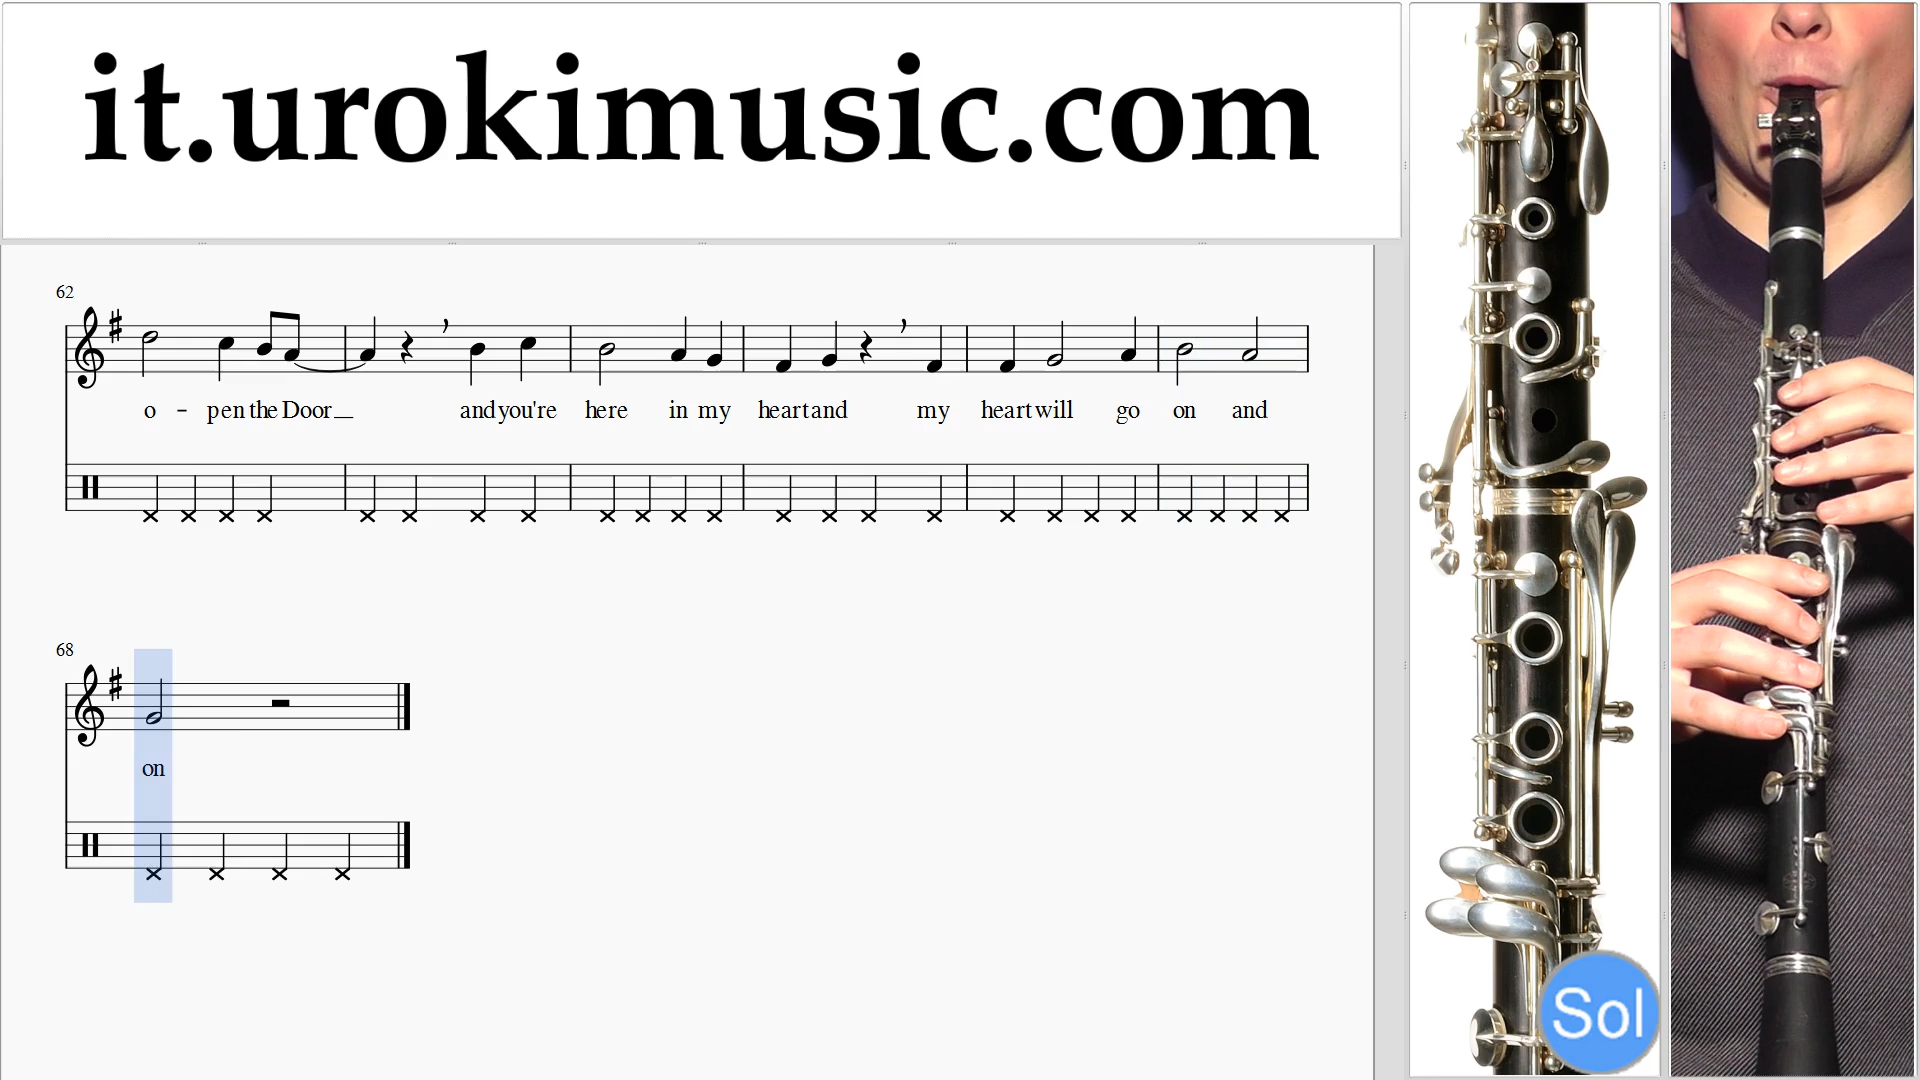 it.urokimusic.com
62
o - pen the Door_ and you're here in my heart and my heart will go on and
68
on
Sol